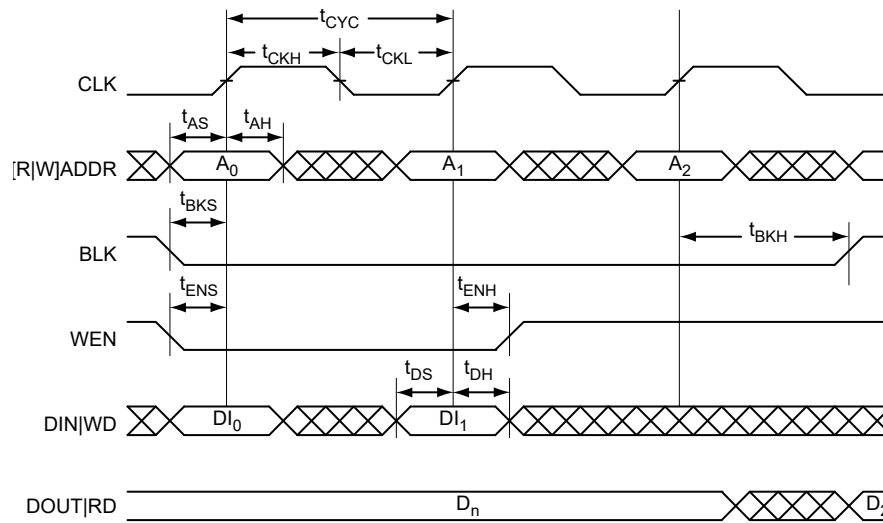 tCYC
tCKH tCKL
CLK
tAS tAH
[R|W]ADDR A0 A1 A2
tBKS tBKH
BLK
tENS tENH
WEN
tDS tDH
DIN|WD DI0 DI1
DOUT|RD Dn D2